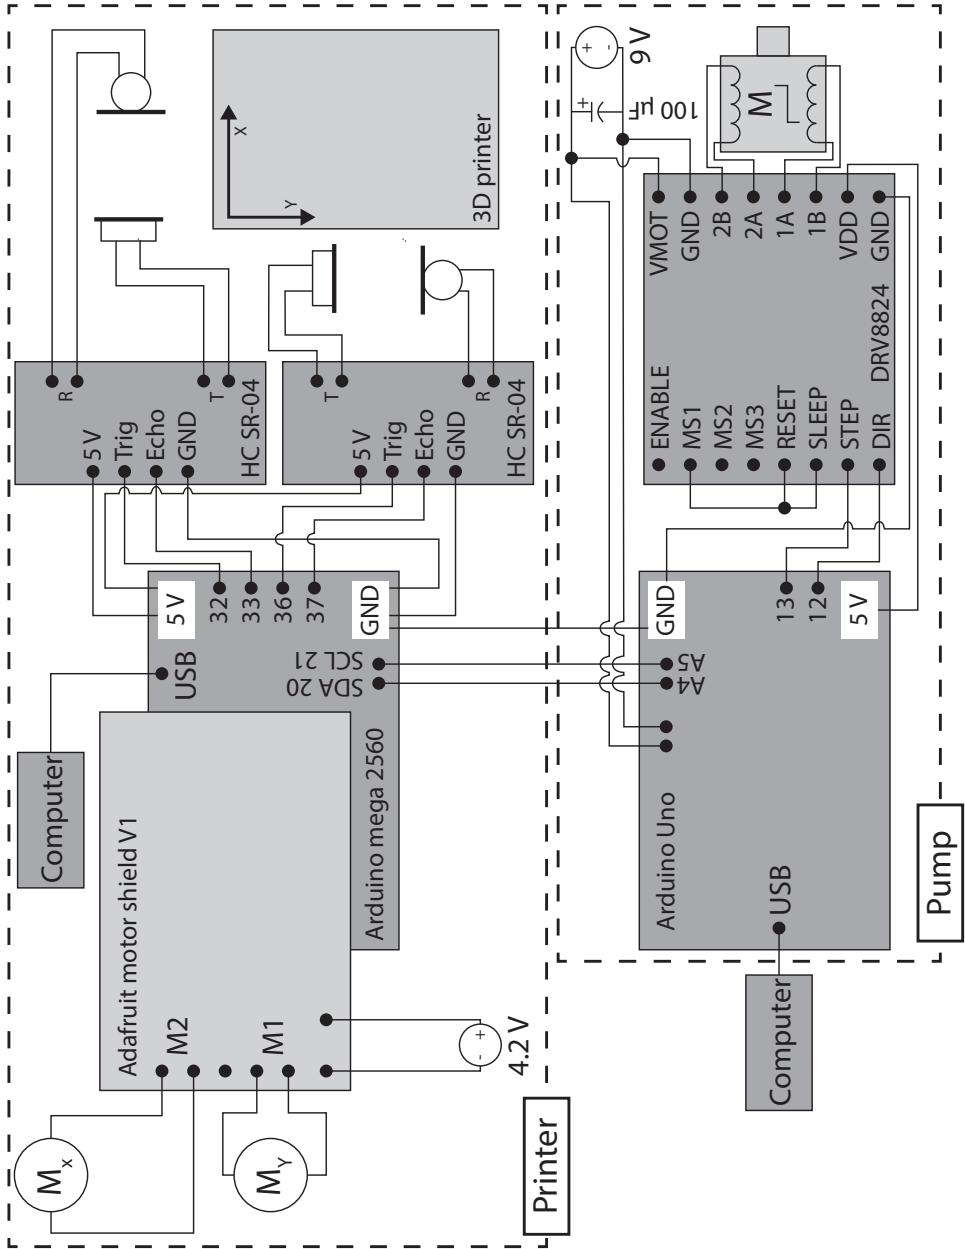 Printer
Mx
MY
Adafruit motor shield V1
M2
M1
4.2 V
Computer
Arduino mega 2560
USB
SCL 21
SDA 20
5 V
32
33
36
37
GND
HC SR-04
5 V
Trig
Echo
GND
R
T
HC SR-04
5 V
Trig
Echo
GND
T
R
3D printer
X
Y
Pump
Computer
Arduino Uno
USB
A4
A5
GND
13
12
5 V
DRV8824
ENABLE
MS1
MS2
MS3
RESET
SLEEP
STEP
DIR
VMOT
GND
2B
2A
1A
1B
VDD
GND
M
100 µF
+
9 V
+
-
- +